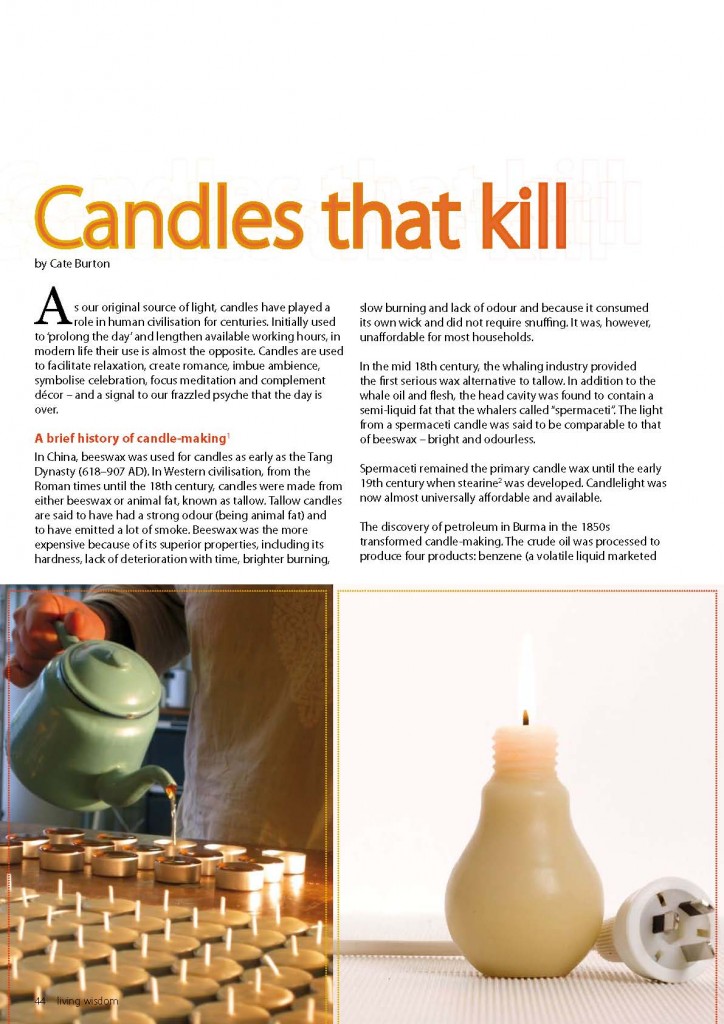 Candles that kill
by Cate Burton
As our original source of light, candles have played a
role in human civilisation for centuries. Initially used
to ‘prolong the day’ and lengthen available working hours, in
modern life their use is almost the opposite. Candles are used
to facilitate relaxation, create romance, imbue ambience,
symbolise celebration, focus meditation and complement
décor – and a signal to our frazzled psyche that the day is
over.
A brief history of candle-making¹
In China, beeswax was used for candles as early as the Tang
Dynasty (618–907 AD). In Western civilisation, from the
Roman times until the 18th century, candles were made from
either beeswax or animal fat, known as tallow. Tallow candles
are said to have had a strong odour (being animal fat) and
to have emitted a lot of smoke. Beeswax was the more
expensive because of its superior properties, including its
hardness, lack of deterioration with time, brighter burning,
slow burning and lack of odour and because it consumed
its own wick and did not require snuffing. It was, however,
unaffordable for most households.
In the mid 18th century, the whaling industry provided
the first serious wax alternative to tallow. In addition to the
whale oil and flesh, the head cavity was found to contain a
semi-liquid fat that the whalers called “spermaceti”. The light
from a spermaceti candle was said to be comparable to that
of beeswax – bright and odourless.
Spermaceti remained the primary candle wax until the early
19th century when stearine² was developed. Candlelight was
now almost universally affordable and available.
The discovery of petroleum in Burma in the 1850s
transformed candle-making. The crude oil was processed to
produce four products: benzene (a volatile liquid marketed
44 living wisdom